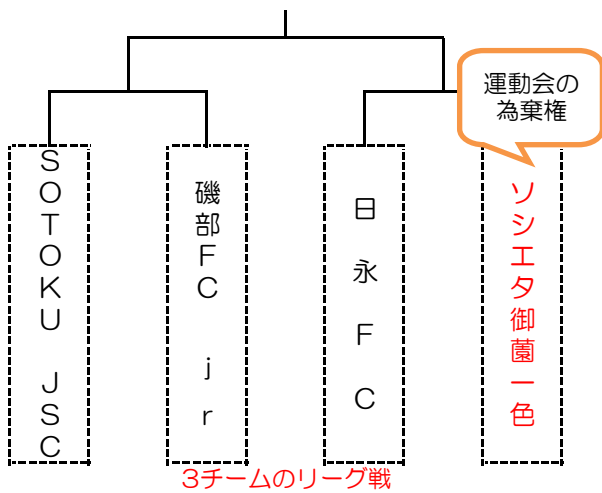 運動会の
為棄権
ＳＯＴＯＫＵ　ＪＳＣ
磯部ＦＣ　ｊｒ
日永ＦＣ
ソシエタ御薗一色
3チームのリーグ戦